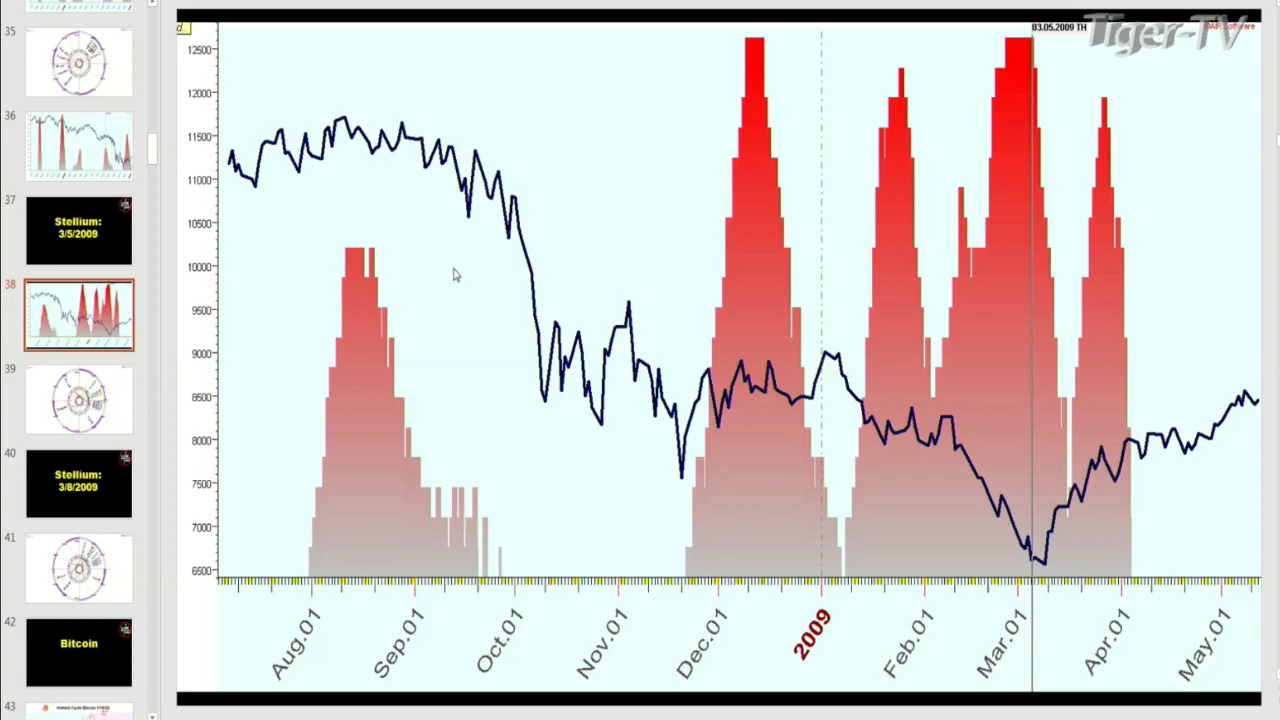 35
36
37
Stellium:
3/5/2009
38
39
40
Stellium:
3/8/2009
41
42
Bitcoin
43
03.05.2009 TH
Tiger-TV
Software
12500
12000
11500
11000
10500
10000
9500
9000
8500
8000
7500
7000
6500
Aug.01
Sep.01
Oct.01
Nov.01
Dec.01
2009
Feb.01
Mar.01
Apr.01
May.01